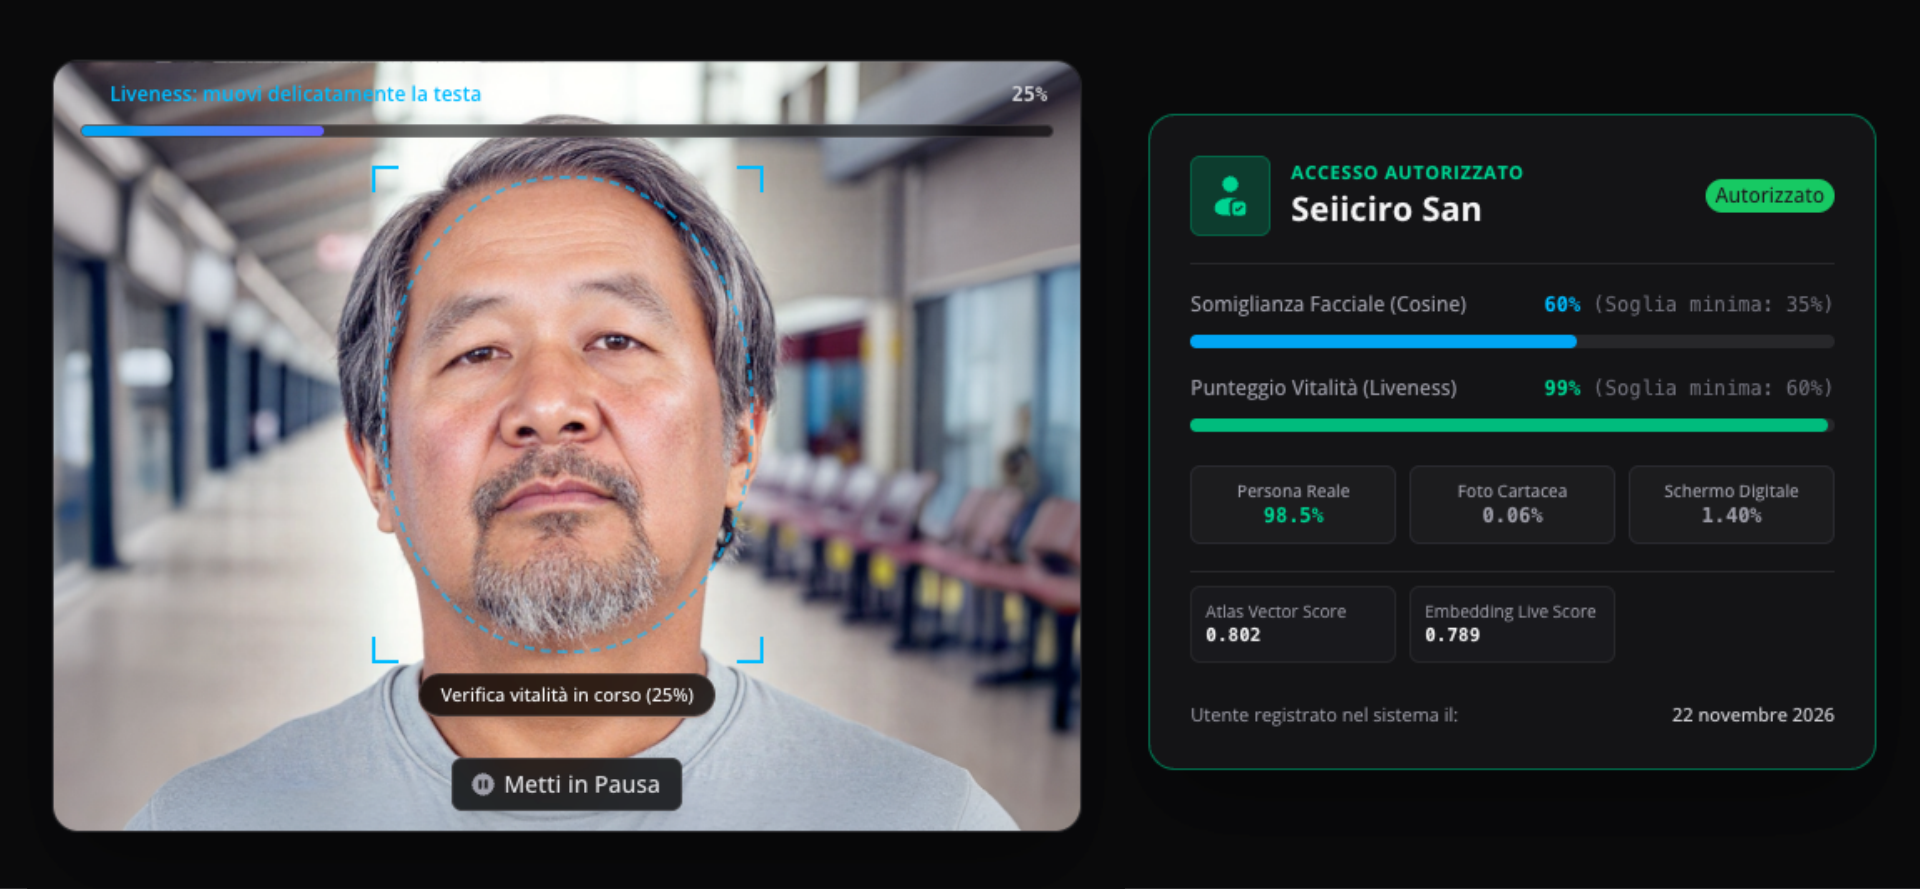 Liveness: muovi delicatamente la testa
25%
Verifica vitalità in corso (25%)
Metti in Pausa
ACCESSO AUTORIZZATO
Seiiciro San
Autorizzato
Somiglianza Facciale (Cosine)
60% (Soglia minima: 35%)
Punteggio Vitalità (Liveness)
99% (Soglia minima: 60%)
Persona Reale
98.5%
Foto Cartacea
0.06%
Schermo Digitale
1.40%
Atlas Vector Score
0.802
Embedding Live Score
0.789
Utente registrato nel sistema il:
22 novembre 2026